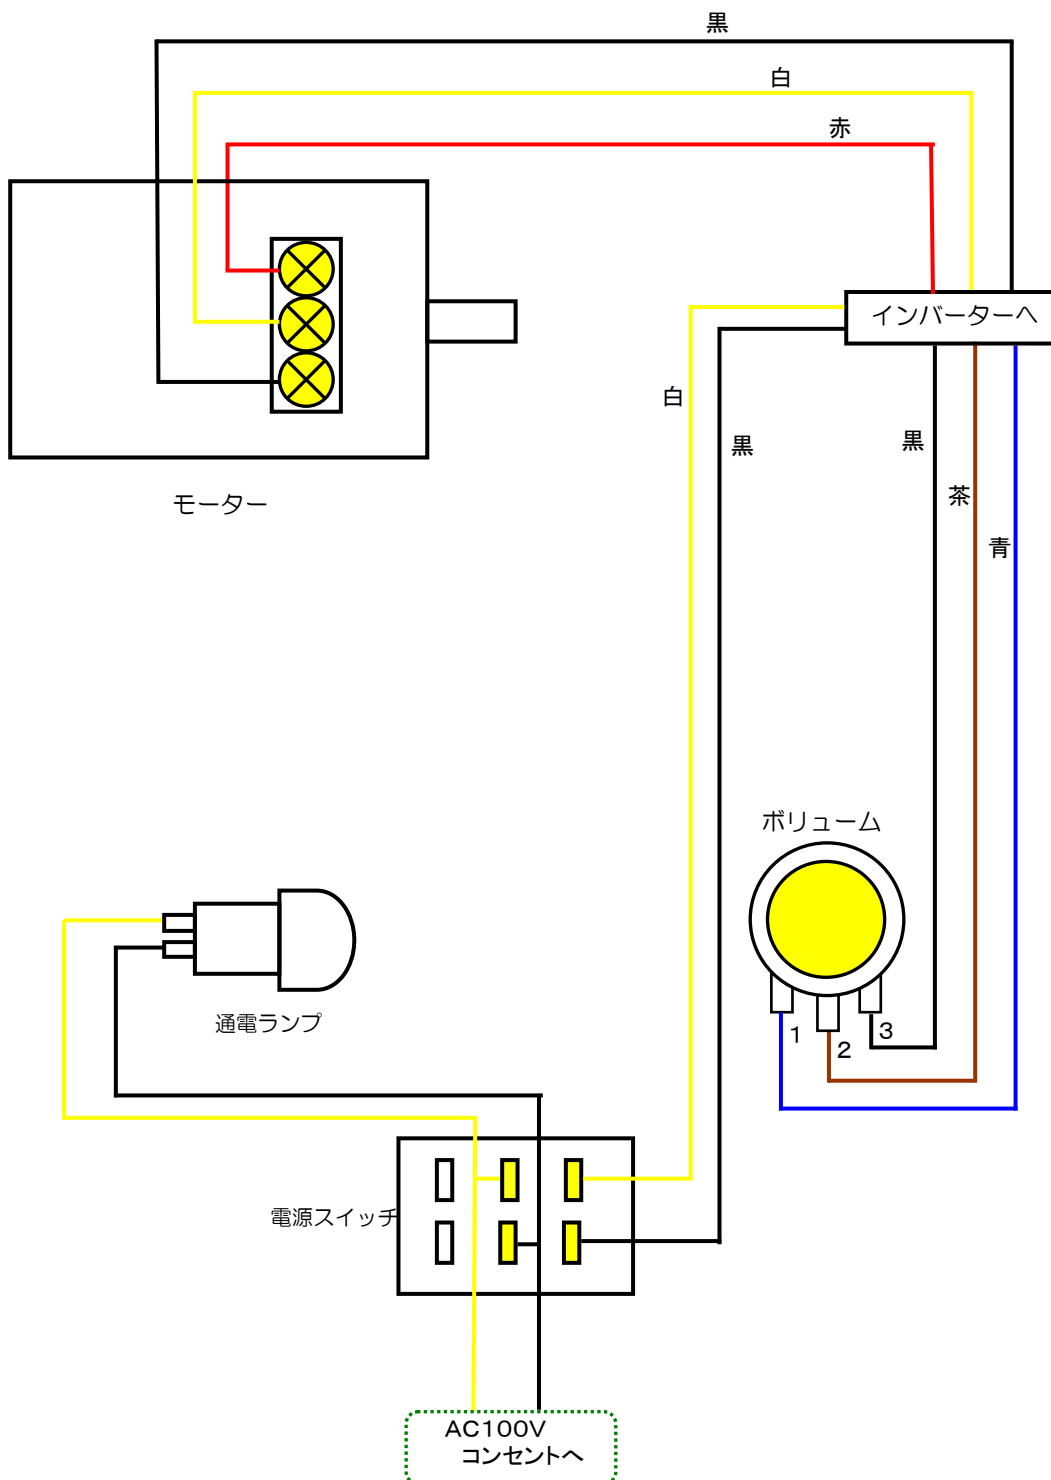 黒
白
赤
インバーターへ
白
黒
黒
茶
青
モーター
ボリューム
1
2
3
通電ランプ
電源スイッチ
AC100V
コンセントへ